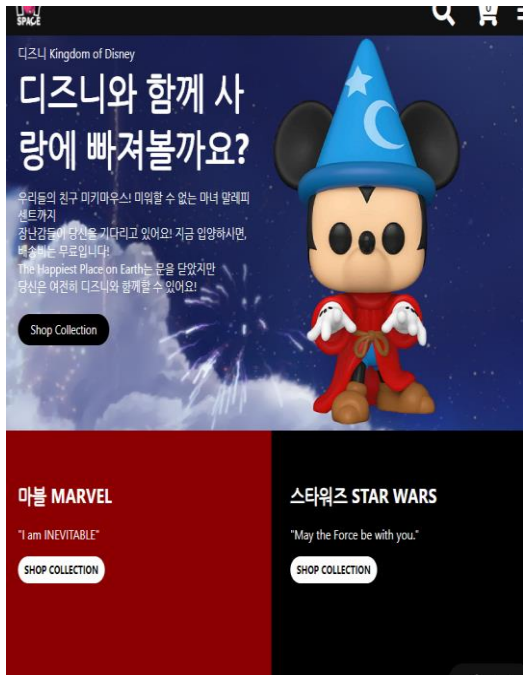 SPACE
0
디즈니 Kingdom of Disney
디즈니와 함께 사
랑에 빠져볼까요?
우리들의 친구 미키마우스! 미워할 수 없는 마녀 말레피
센트까지
장난감들이 당신을 기다리고 있어요! 지금 입양하시면,
배송비는 무료입니다!
The Happiest Place on Earth는 문을 닫았지만
당신은 여전히 디즈니와 함께할 수 있어요!
Shop Collection
마블 MARVEL
스타워즈 STAR WARS
"I am INEVITABLE"
"May the Force be with you."
SHOP COLLECTION
SHOP COLLECTION